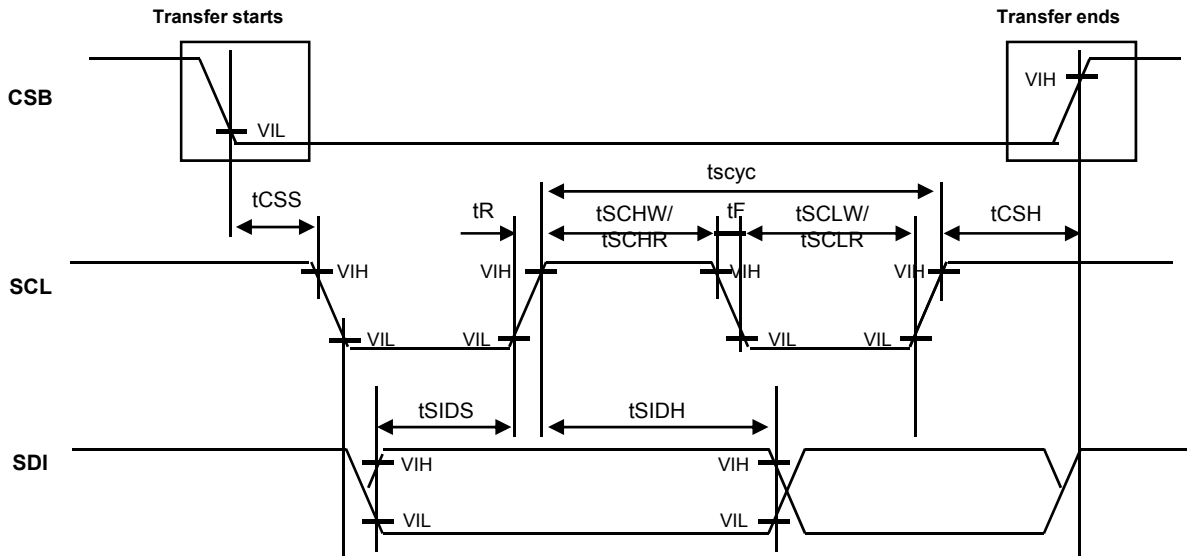 Transfer starts
Transfer ends
CSB
VIL
VIH
tCSS
tR
tSCHW/
tSCHR
tF
tscyc
tSCLW/
tSCLR
tCSH
SCL
VIH
VIL
VIL
VIH
VIH
VIL
VIL
VIH
tSIDS
tSIDH
SDI
VIH
VIL
VIH
VIL